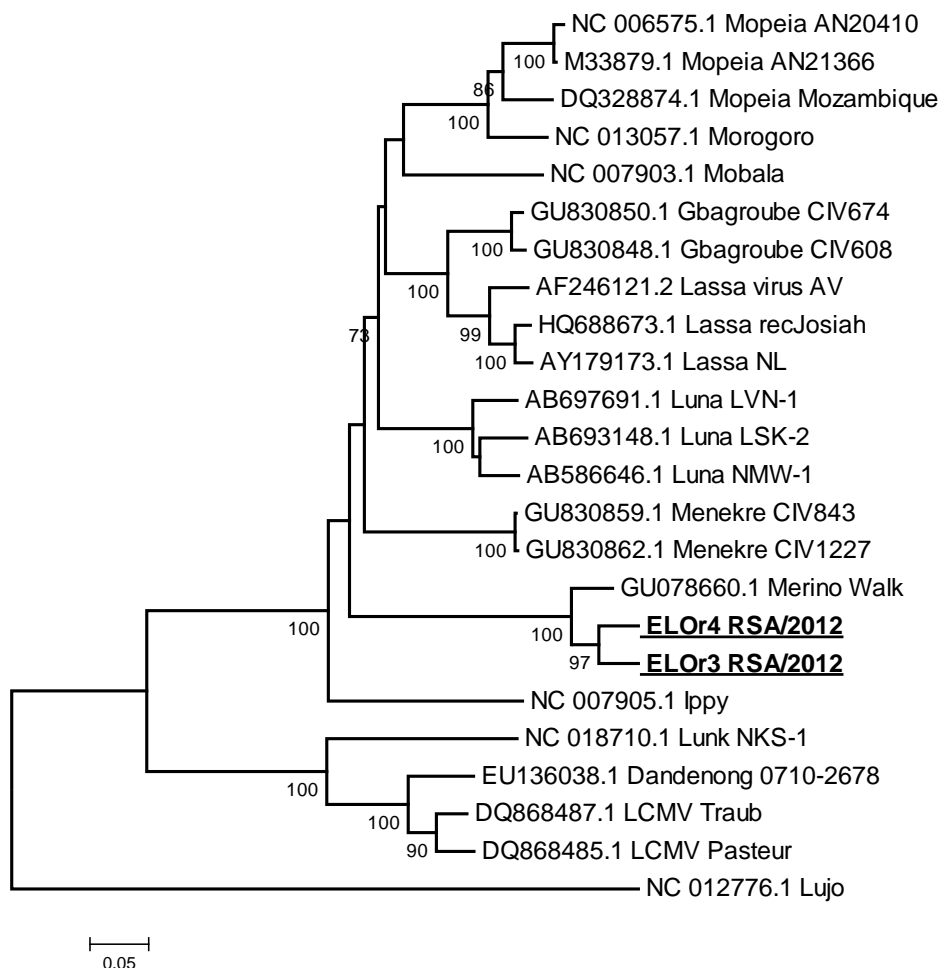 NC 006575.1 Mopeia AN20410
M33879.1 Mopeia AN21366
100
86
DQ328874.1 Mopeia Mozambique
100
NC 013057.1 Morogoro
NC 007903.1 Mobala
GU830850.1 Gbagroube CIV674
100
GU830848.1 Gbagroube CIV608
100
AF246121.2 Lassa virus AV
99
HQ688673.1 Lassa recJosiah
73
100
AY179173.1 Lassa NL
AB697691.1 Luna LVN-1
100
AB693148.1 Luna LSK-2
AB586646.1 Luna NMW-1
GU830859.1 Menekre CIV843
100
GU830862.1 Menekre CIV1227
GU078660.1 Merino Walk
100
100
ELOr4 RSA/2012
97
ELOr3 RSA/2012
NC 007905.1 Ippy
NC 018710.1 Lunk NKS-1
100
EU136038.1 Dandenong 0710-2678
100
DQ868487.1 LCMV Traub
90
DQ868485.1 LCMV Pasteur
NC 012776.1 Lujo
0.05